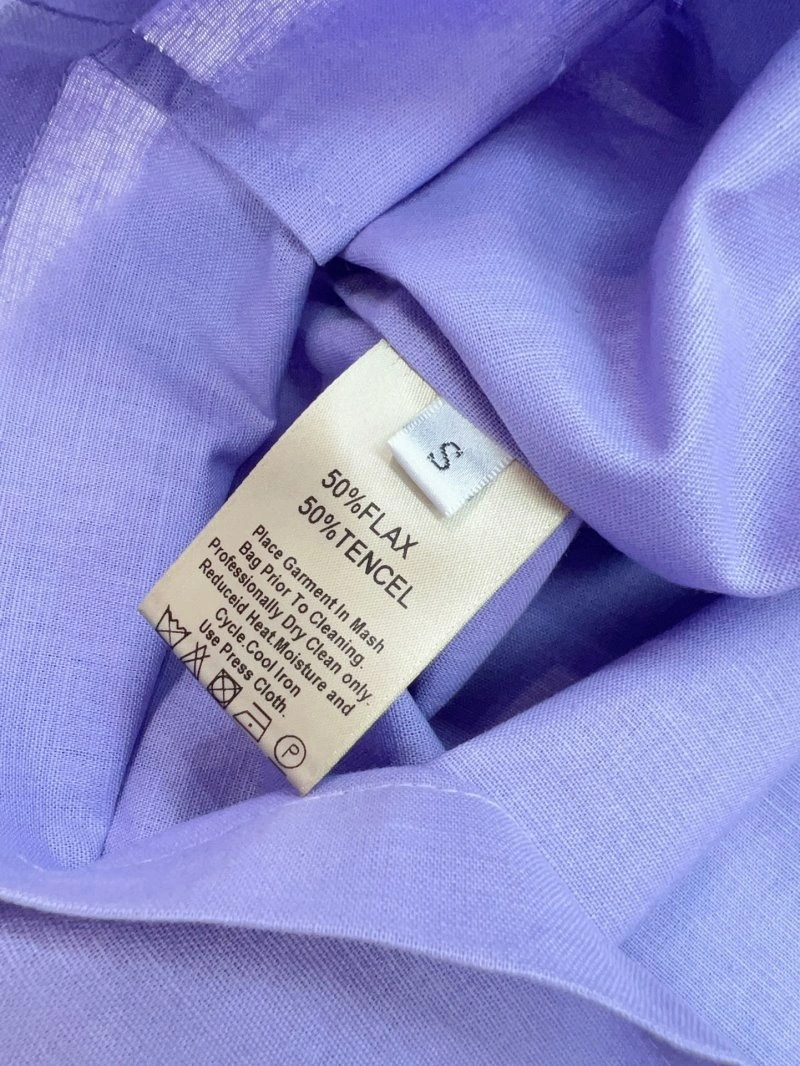 S
50%FLAX
50%TENCEL
Place Garment In Mash
Bag Prior To Cleaning.
Professionally Dry Clean only.
Reduceid Heat.Moisture and
Cycle.Cool Iron
Use Press Cloth.
P